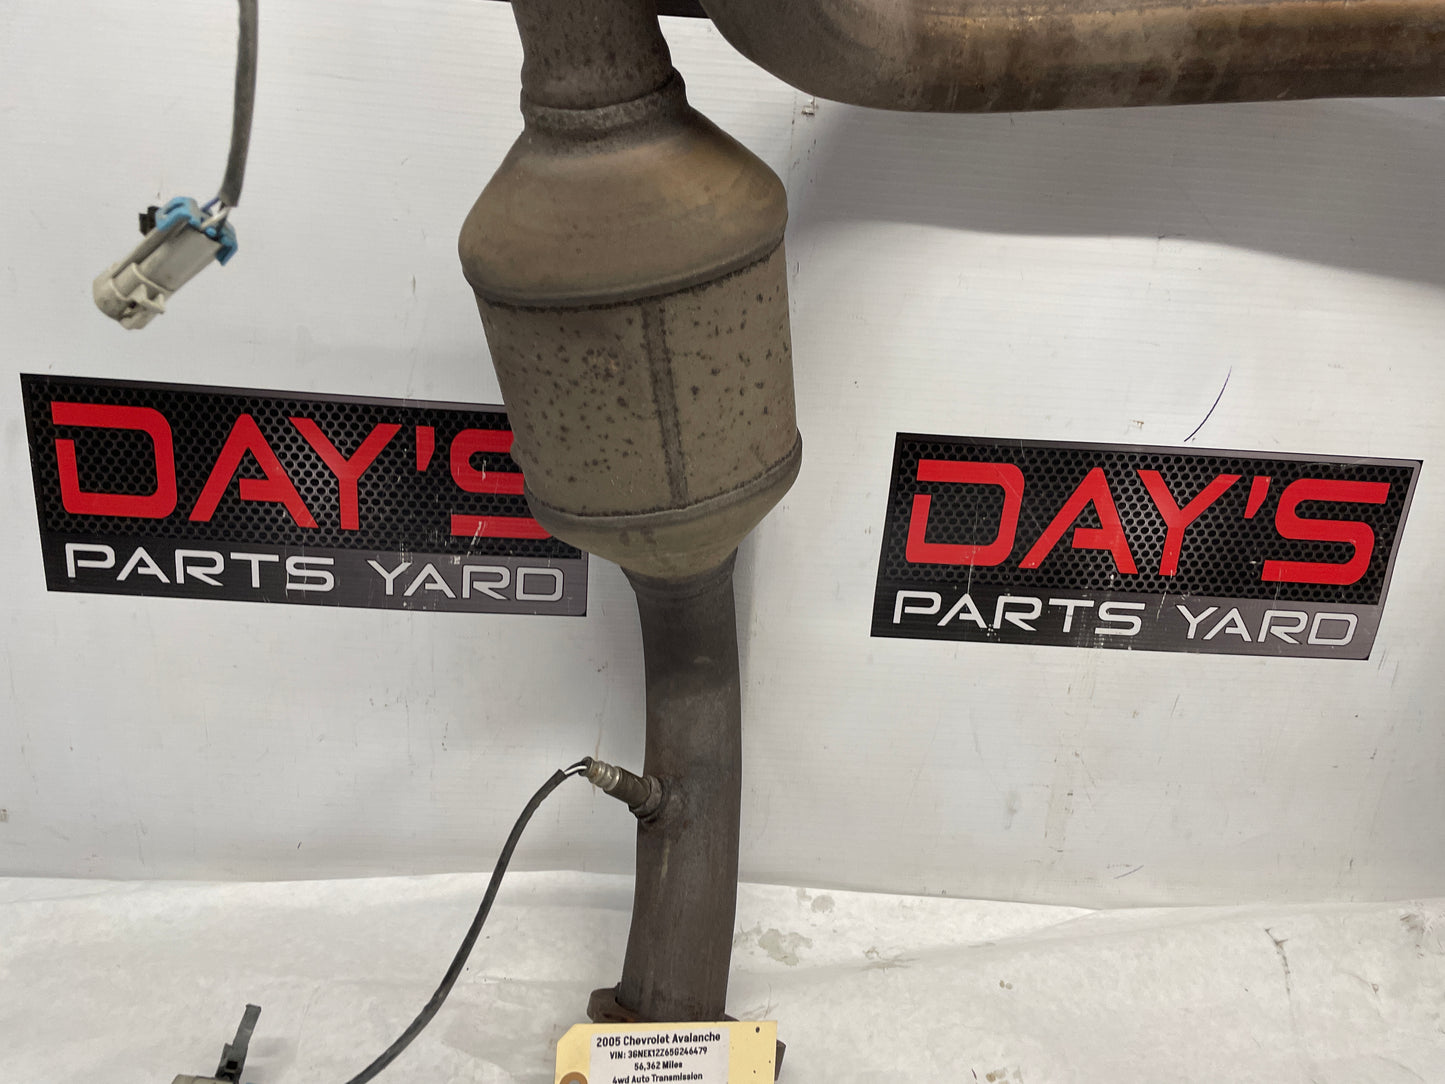 DAY'S
PARTS YARD
DAY'S
PARTS YARD
2005 Chevrolet Avalanche
VIN: 3GNEK12Z65G246479
56,362 Miles
4wd Auto Transmission